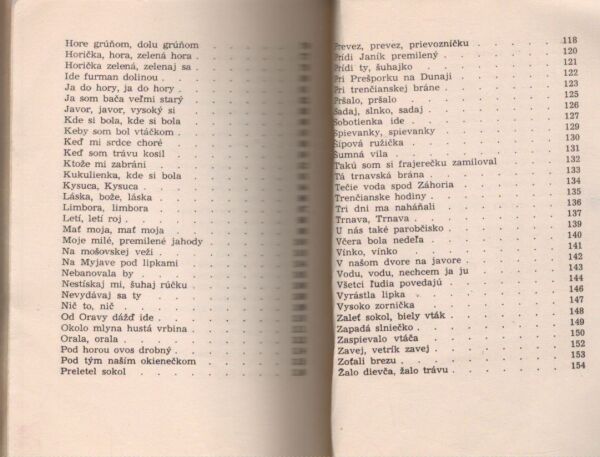 Hore grúňom, dolu grúňom
Horička, hora, zelená hora
Horička zelená, zelenaj sa
Ide furman dolinou
Ja do hory, ja do hory
Ja som bača veľmi starý
Javor, javor, vysoký si
Kde si bola, kde si bola
Keby som bol vtáčkom
Keď mi srdce choré
Keď som trávu kosil
Ktože mi zabráni
Kukulienka, kde si bola
Kysuca, Kysuca
Láska, bože, láska
Limbora, limbora
Letí, letí roj
Mať moja, mať moja
Moje milé, premilené jahody
Na mošovskej veži
Na Myjave pod lipkami
Nebanovala by
Nestískaj mi, šuhaj rúčku
Nevydávaj sa ty
Nič to, nič
Od Oravy dážď ide
Okolo mlyna hustá vrbina
Orala, orala
Pod horou ovos drobný
Pod tým naším okienečkom
Preletel sokol
Prevez, prevez, prievozníčku 118
Prídi Janík premilený 120
Prídi ty, šuhajko 121
Pri Prešporku na Dunaji 122
Pri trenčianskej bráne 123
Pršalo, pršalo 125
Sadaj, slnko, sadaj 126
Sobotienka ide 127
Spievanky, spievanky 129
Šípová ružička 130
Šumná vila 131
Takú som si frajerečku zamiloval 132
Tá trnavská brána 133
Tečie voda spod Záhoria 134
Trenčianske hodiny 135
Tri dni ma naháňali 136
Trnava, Trnava 137
U nás také parobčisko 139
Včera bola nedeľa 140
Vínko, vínko 141
V našom dvore na javore 142
Vodu, vodu, nechcem ja ju 143
Všetci ľudia povedajú 144
Vyrástla lipka 146
Vysoko zornička 147
Zaleť sokol, biely vták 148
Zapadá slniečko 149
Zaspievalo vtáča 150
Zavej, vetrík zavej 152
Zoťali brezu 153
Žalo dievča, žalo trávu 154